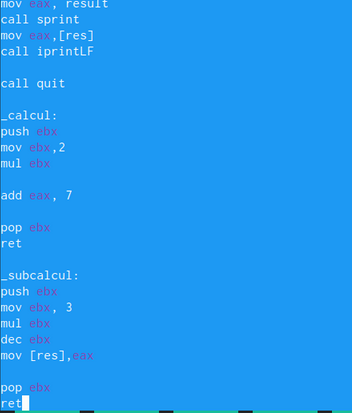 mov eax, result
call sprint
mov eax,[res]
call iprintLF
call quit
_calcul:
push ebx
mov ebx,2
mul ebx
add eax, 7
pop ebx
ret
_subcalcul:
push ebx
mov ebx, 3
mul ebx
dec ebx
mov [res],eax
pop ebx
ret